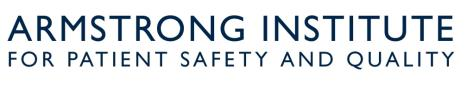 ARMSTRONG INSTITUTE
FOR PATIENT SAFETY AND QUALITY